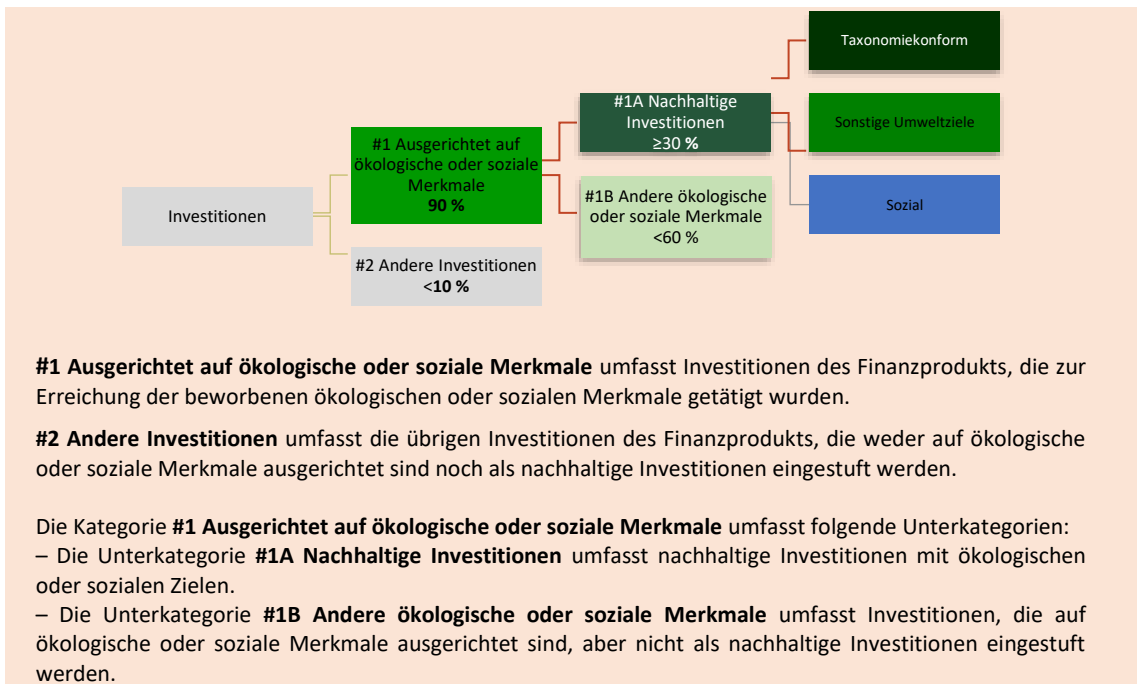 Taxonomiekonform
#1A Nachhaltige
Investitionen
≥30 %
Sonstige Umweltziele
#1 Ausgerichtet auf
ökologische oder soziale
Merkmale
90 %
#1B Andere ökologische
oder soziale Merkmale
<60 %
Sozial
Investitionen
#2 Andere Investitionen
<10 %
#1 Ausgerichtet auf ökologische oder soziale Merkmale umfasst Investitionen des Finanzprodukts, die zur
Erreichung der beworbenen ökologischen oder sozialen Merkmale getätigt wurden.
#2 Andere Investitionen umfasst die übrigen Investitionen des Finanzprodukts, die weder auf ökologische
oder soziale Merkmale ausgerichtet sind noch als nachhaltige Investitionen eingestuft werden.
Die Kategorie #1 Ausgerichtet auf ökologische oder soziale Merkmale umfasst folgende Unterkategorien:
– Die Unterkategorie #1A Nachhaltige Investitionen umfasst nachhaltige Investitionen mit ökologischen
oder sozialen Zielen.
– Die Unterkategorie #1B Andere ökologische oder soziale Merkmale umfasst Investitionen, die auf
ökologische oder soziale Merkmale ausgerichtet sind, aber nicht als nachhaltige Investitionen eingestuft
werden.